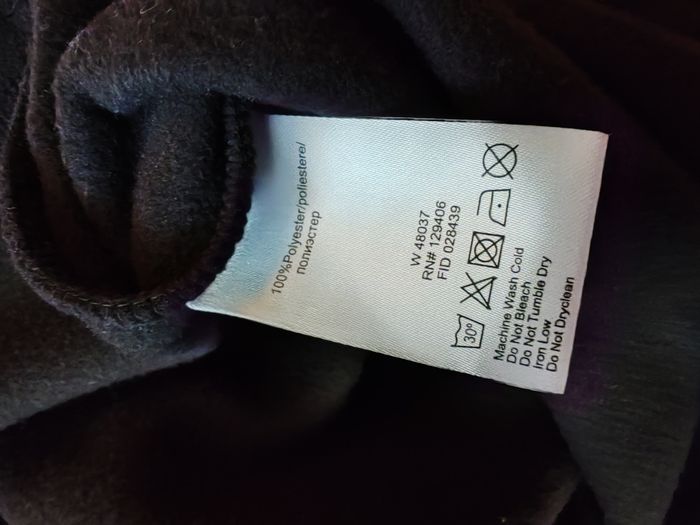 100%Polyester/poliestere/
полиэстер
W 48037
RN# 129406
FID 028439
30°
Machine Wash Cold
Do Not Bleach
Do Not Tumble Dry
Iron Low
Do Not Dryclean